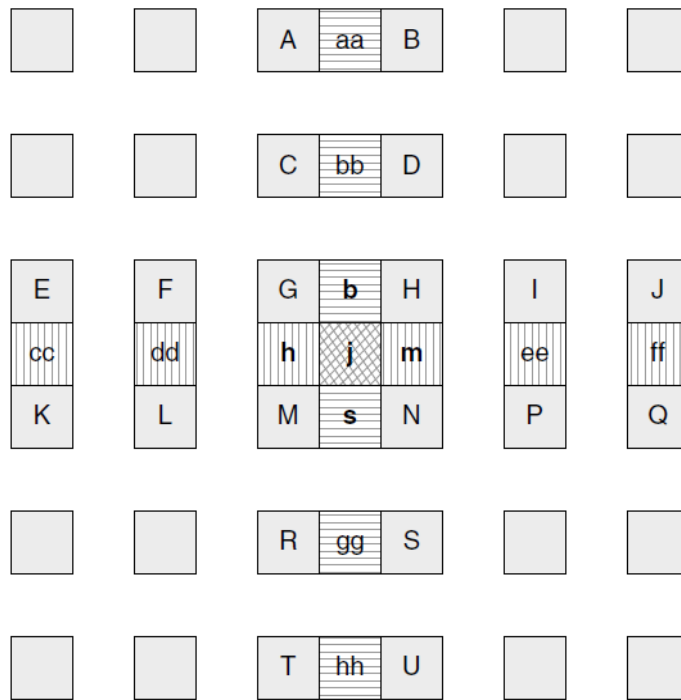 A aa B
C bb D
E F G b H I J
cc dd h j m ee ff
K L M s N P Q
R gg S
T hh U